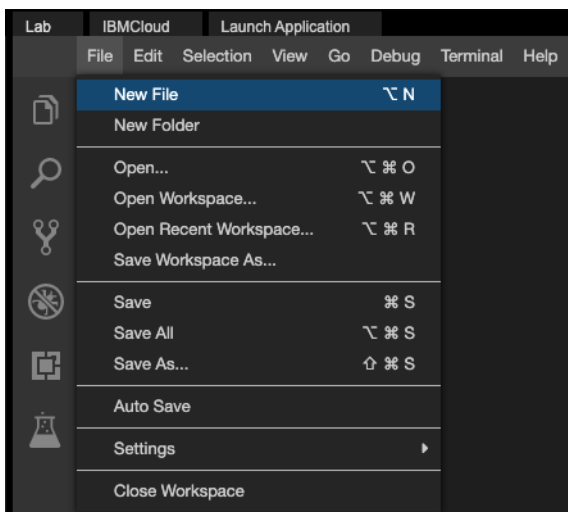 Lab IBMCloud Launch Application
File Edit Selection View Go Debug Terminal Help
New File ⌥ N
New Folder
Open... ⌥ ⌘ O
Open Workspace... ⌥ ⌘ W
Open Recent Workspace... ⌥ ⌘ R
Save Workspace As...
Save ⌘ S
Save All ⌥ ⌘ S
Save As... ⇧ ⌘ S
Auto Save
Settings
Close Workspace